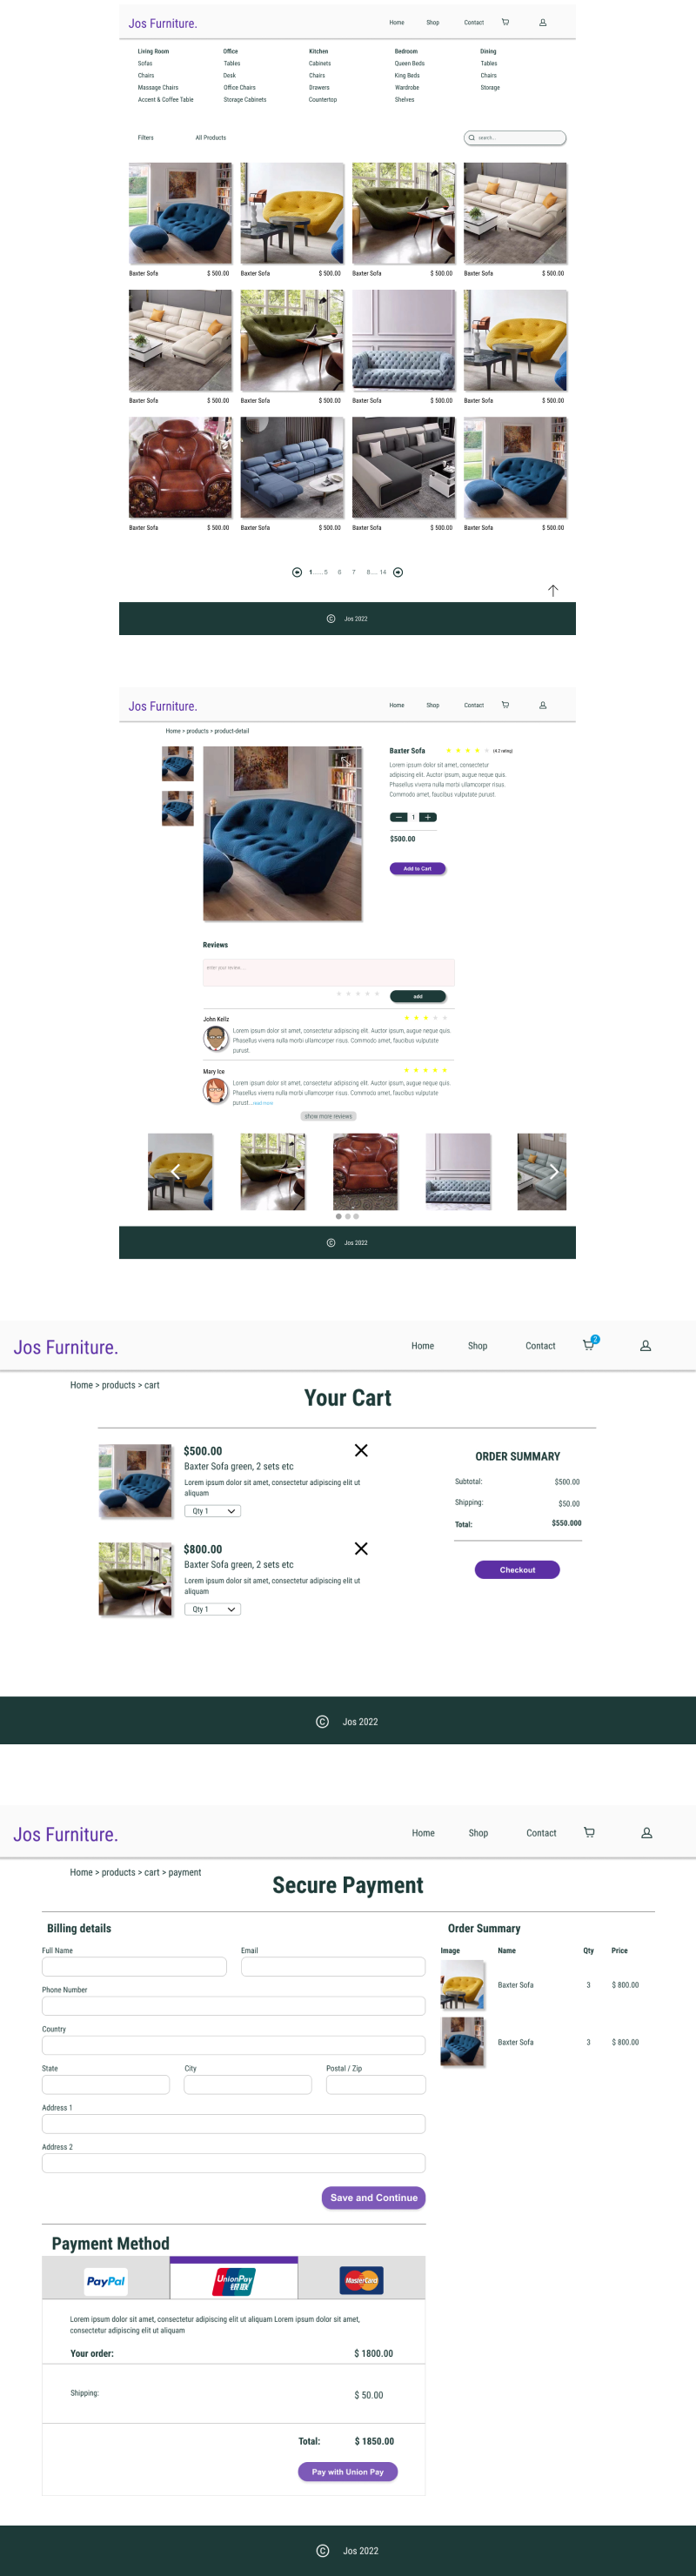 Jos Furniture.
Home Shop Contact
Living Room Office Kitchen Bedroom Dining
Sofas Tables Cabinets Queen Beds Tables
Chairs Desk Chairs King Beds Chairs
Massage Chairs Office Chairs Drawers Wardrobe Storage
Accent & Coffee Table Storage Cabinets Countertop Shelves
Filters All Products search...
Baxter Sofa $ 500.00 Baxter Sofa $ 500.00 Baxter Sofa $ 500.00 Baxter Sofa $ 500.00
Baxter Sofa $ 500.00 Baxter Sofa $ 500.00 Baxter Sofa $ 500.00 Baxter Sofa $ 500.00
Baxter Sofa $ 500.00 Baxter Sofa $ 500.00 Baxter Sofa $ 500.00 Baxter Sofa $ 500.00
1......5 6 7 8.... 14
© Jos 2022
Jos Furniture.
Home Shop Contact
Home > products > product-detail
Baxter Sofa (4.2 rating)
Lorem ipsum dolor sit amet, consectetur
adipiscing elit. Auctor ipsum, augue neque quis.
Phasellus viverra nulla morbi ullamcorper risus.
Commodo amet, faucibus vulputate purust.
— 1 +
$500.00
Add to Cart
Reviews
enter your review...
add
John Kellz
Lorem ipsum dolor sit amet, consectetur adipiscing elit. Auctor ipsum, augue neque quis.
Phasellus viverra nulla morbi ullamcorper risus. Commodo amet, faucibus vulputate
purust.
Mary Ice
Lorem ipsum dolor sit amet, consectetur adipiscing elit. Auctor ipsum, augue neque quis.
Phasellus viverra nulla morbi ullamcorper risus. Commodo amet, faucibus vulputate
purust...read more
show more reviews
© Jos 2022
Jos Furniture.
Home Shop Contact 2
Home > products > cart
Your Cart
$500.00
Baxter Sofa green, 2 sets etc
Lorem ipsum dolor sit amet, consectetur adipiscing elit ut
aliquam
Qty 1
$800.00
Baxter Sofa green, 2 sets etc
Lorem ipsum dolor sit amet, consectetur adipiscing elit ut
aliquam
Qty 1
ORDER SUMMARY
Subtotal: $500.00
Shipping: $50.00
Total: $550.000
Checkout
© Jos 2022
Jos Furniture.
Home Shop Contact
Home > products > cart > payment
Secure Payment
Billing details
Full Name Email
Phone Number
Country
State City Postal / Zip
Address 1
Address 2
Save and Continue
Order Summary
Image Name Qty Price
Baxter Sofa 3 $ 800.00
Baxter Sofa 3 $ 800.00
Payment Method
PayPal UnionPay 银联 MasterCard
Lorem ipsum dolor sit amet, consectetur adipiscing elit ut aliquam Lorem ipsum dolor sit amet,
consectetur adipiscing elit ut aliquam
Your order: $ 1800.00
Shipping: $ 50.00
Total: $ 1850.00
Pay with Union Pay
© Jos 2022